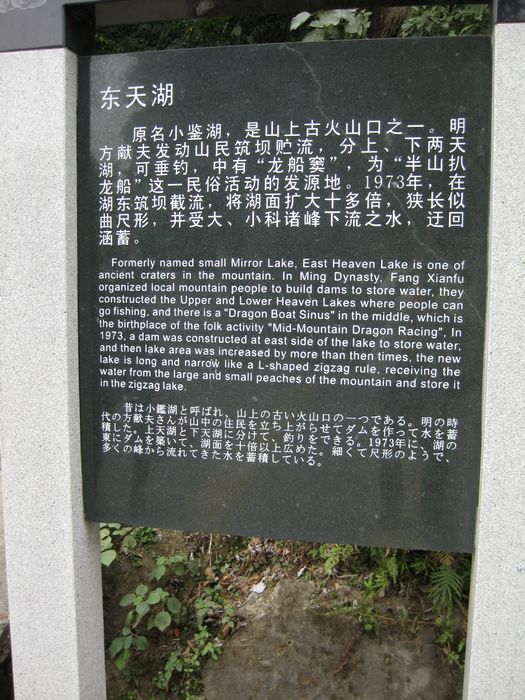 东天湖
原名小鉴湖，是山上古火山口之一。明
方献夫发动山民筑坝贮流，分上、下两天
湖，可垂钓，中有“龙船窦”，为“半山扒
龙船”这一民俗活动的发源地。1973年，在
湖东筑坝截流，将湖面扩大十多倍，狭长似
曲尺形，并受大、小科诸峰下流之水，迂回
涵蓄。
Formerly named small Mirror Lake, East Heaven Lake is one of
ancient craters in the mountain. In Ming Dynasty, Fang Xianfu
organized local mountain people to build dams to store water, they
constructed the Upper and Lower Heaven Lakes where people can
go fishing, and there is a "Dragon Boat Sinus" in the middle, which is
the birthplace of the folk activity "Mid-Mountain Dragon Racing". In
1973, a dam was constructed at east side of the lake to store water,
and then lake area was increased by more than then times, the new
lake is long and narrow like a L-shaped zigzag rule, receiving the
water from the large and small peaches of the mountain and store it
in the zigzag lake.
昔は小鑑湖と呼ばれ、山上の古い火山口の一つである。明の時
代の方献夫さんが山中の住民を立ち上がらせてダムを作って水を蓄
積した。上天湖と下天湖に分けて、釣りをできる。1973年に、湖の
東にダムを築いて、湖面を十倍以上広めた。細くて尺形のようで、
多くの峰から流れてきた水を蓄積している。